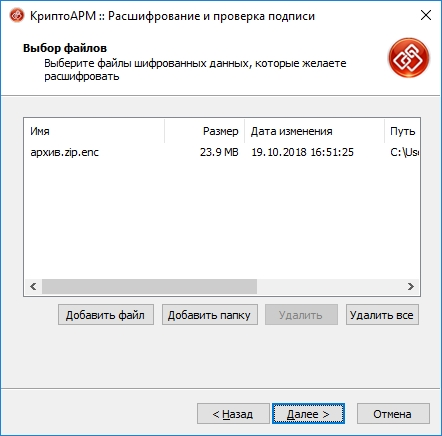 КриптоАРМ :: Расшифрование и проверка подписи
Выбор файлов
Выберите файлы шифрованных данных, которые желаете
расшифровать
Имя Размер Дата изменения Путь
архив.zip.enc 23.9 MB 19.10.2018 16:51:25 C:\Use
Добавить файл Добавить папку Удалить Удалить все
< Назад Далее > Отмена